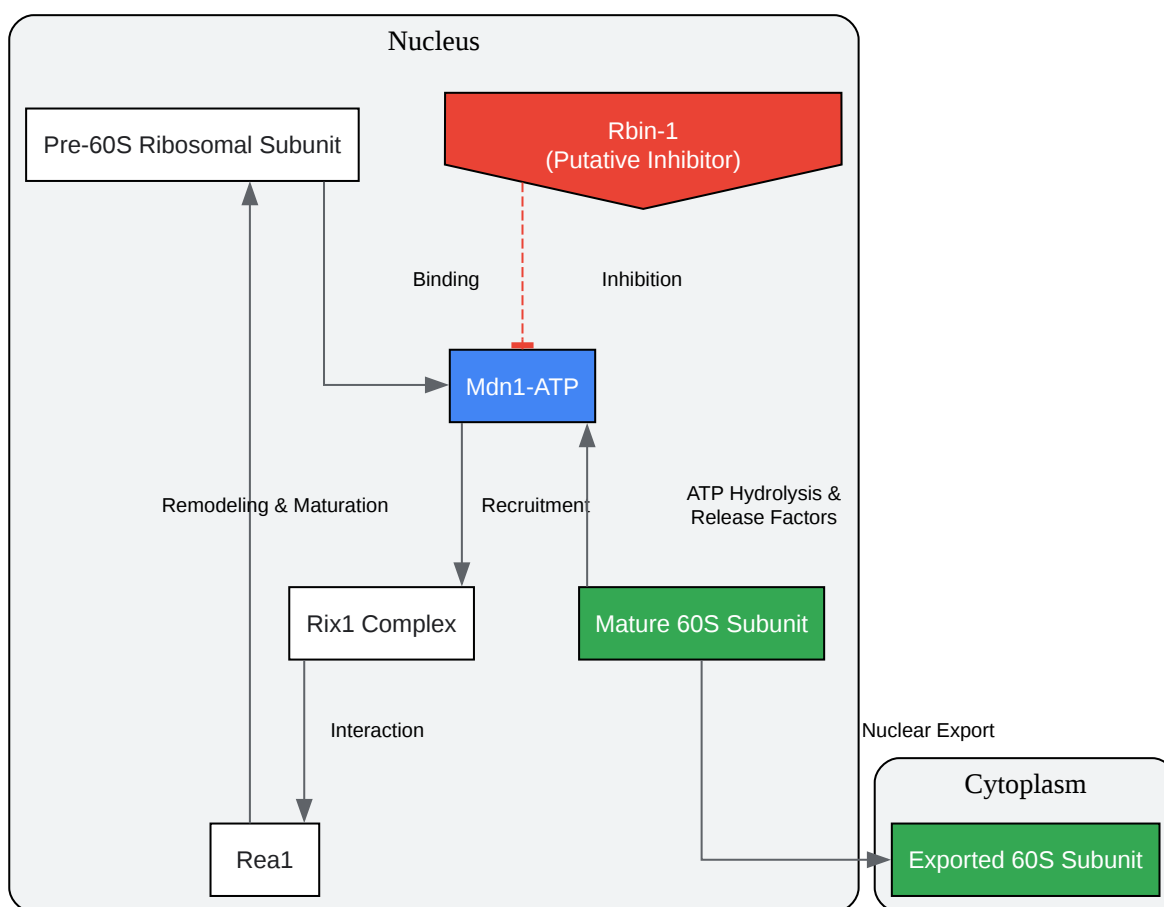 Nucleus
Pre-60S Ribosomal Subunit
Rbin-1
(Putative Inhibitor)
Binding
Inhibition
Mdn1-ATP
Remodeling & Maturation
Recruitment
ATP Hydrolysis &
Release Factors
Rix1 Complex
Mature 60S Subunit
Interaction
Nuclear Export
Cytoplasm
Rea1
Exported 60S Subunit